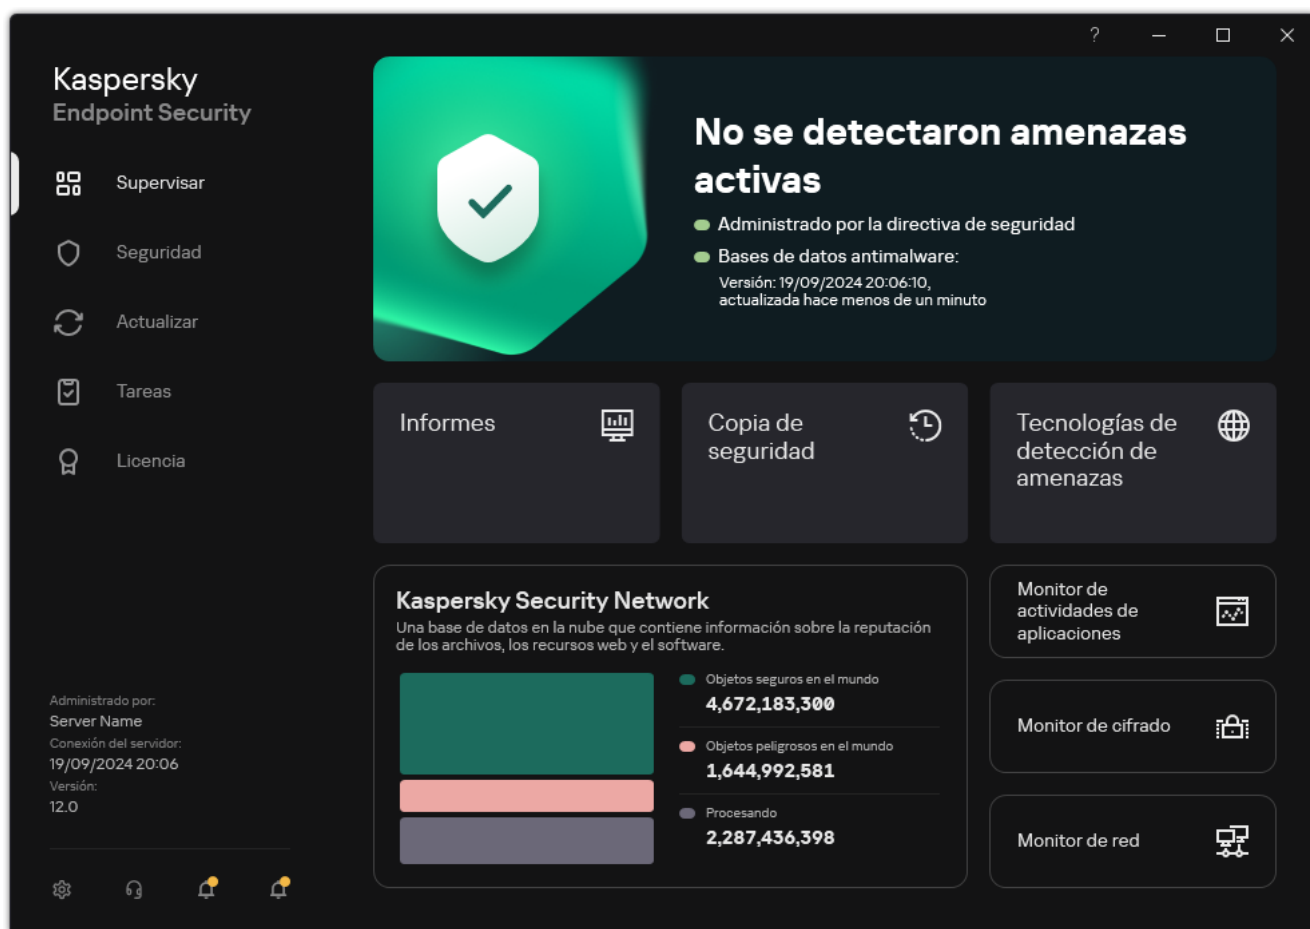 ?
Kaspersky
Endpoint Security
Supervisar
Seguridad
Actualizar
Tareas
Licencia
Administrado por:
Server Name
Conexión del servidor:
19/09/2024 20:06
Versión:
12.0
No se detectaron amenazas
activas
Administrado por la directiva de seguridad
Bases de datos antimalware:
Versión: 19/09/2024 20:06:10,
actualizada hace menos de un minuto
Informes
Copia de
seguridad
Tecnologías de
detección de
amenazas
Kaspersky Security Network
Una base de datos en la nube que contiene información sobre la reputación
de los archivos, los recursos web y el software.
Objetos seguros en el mundo
4,672,183,300
Objetos peligrosos en el mundo
1,644,992,581
Procesando
2,287,436,398
Monitor de
actividades de
aplicaciones
Monitor de cifrado
Monitor de red